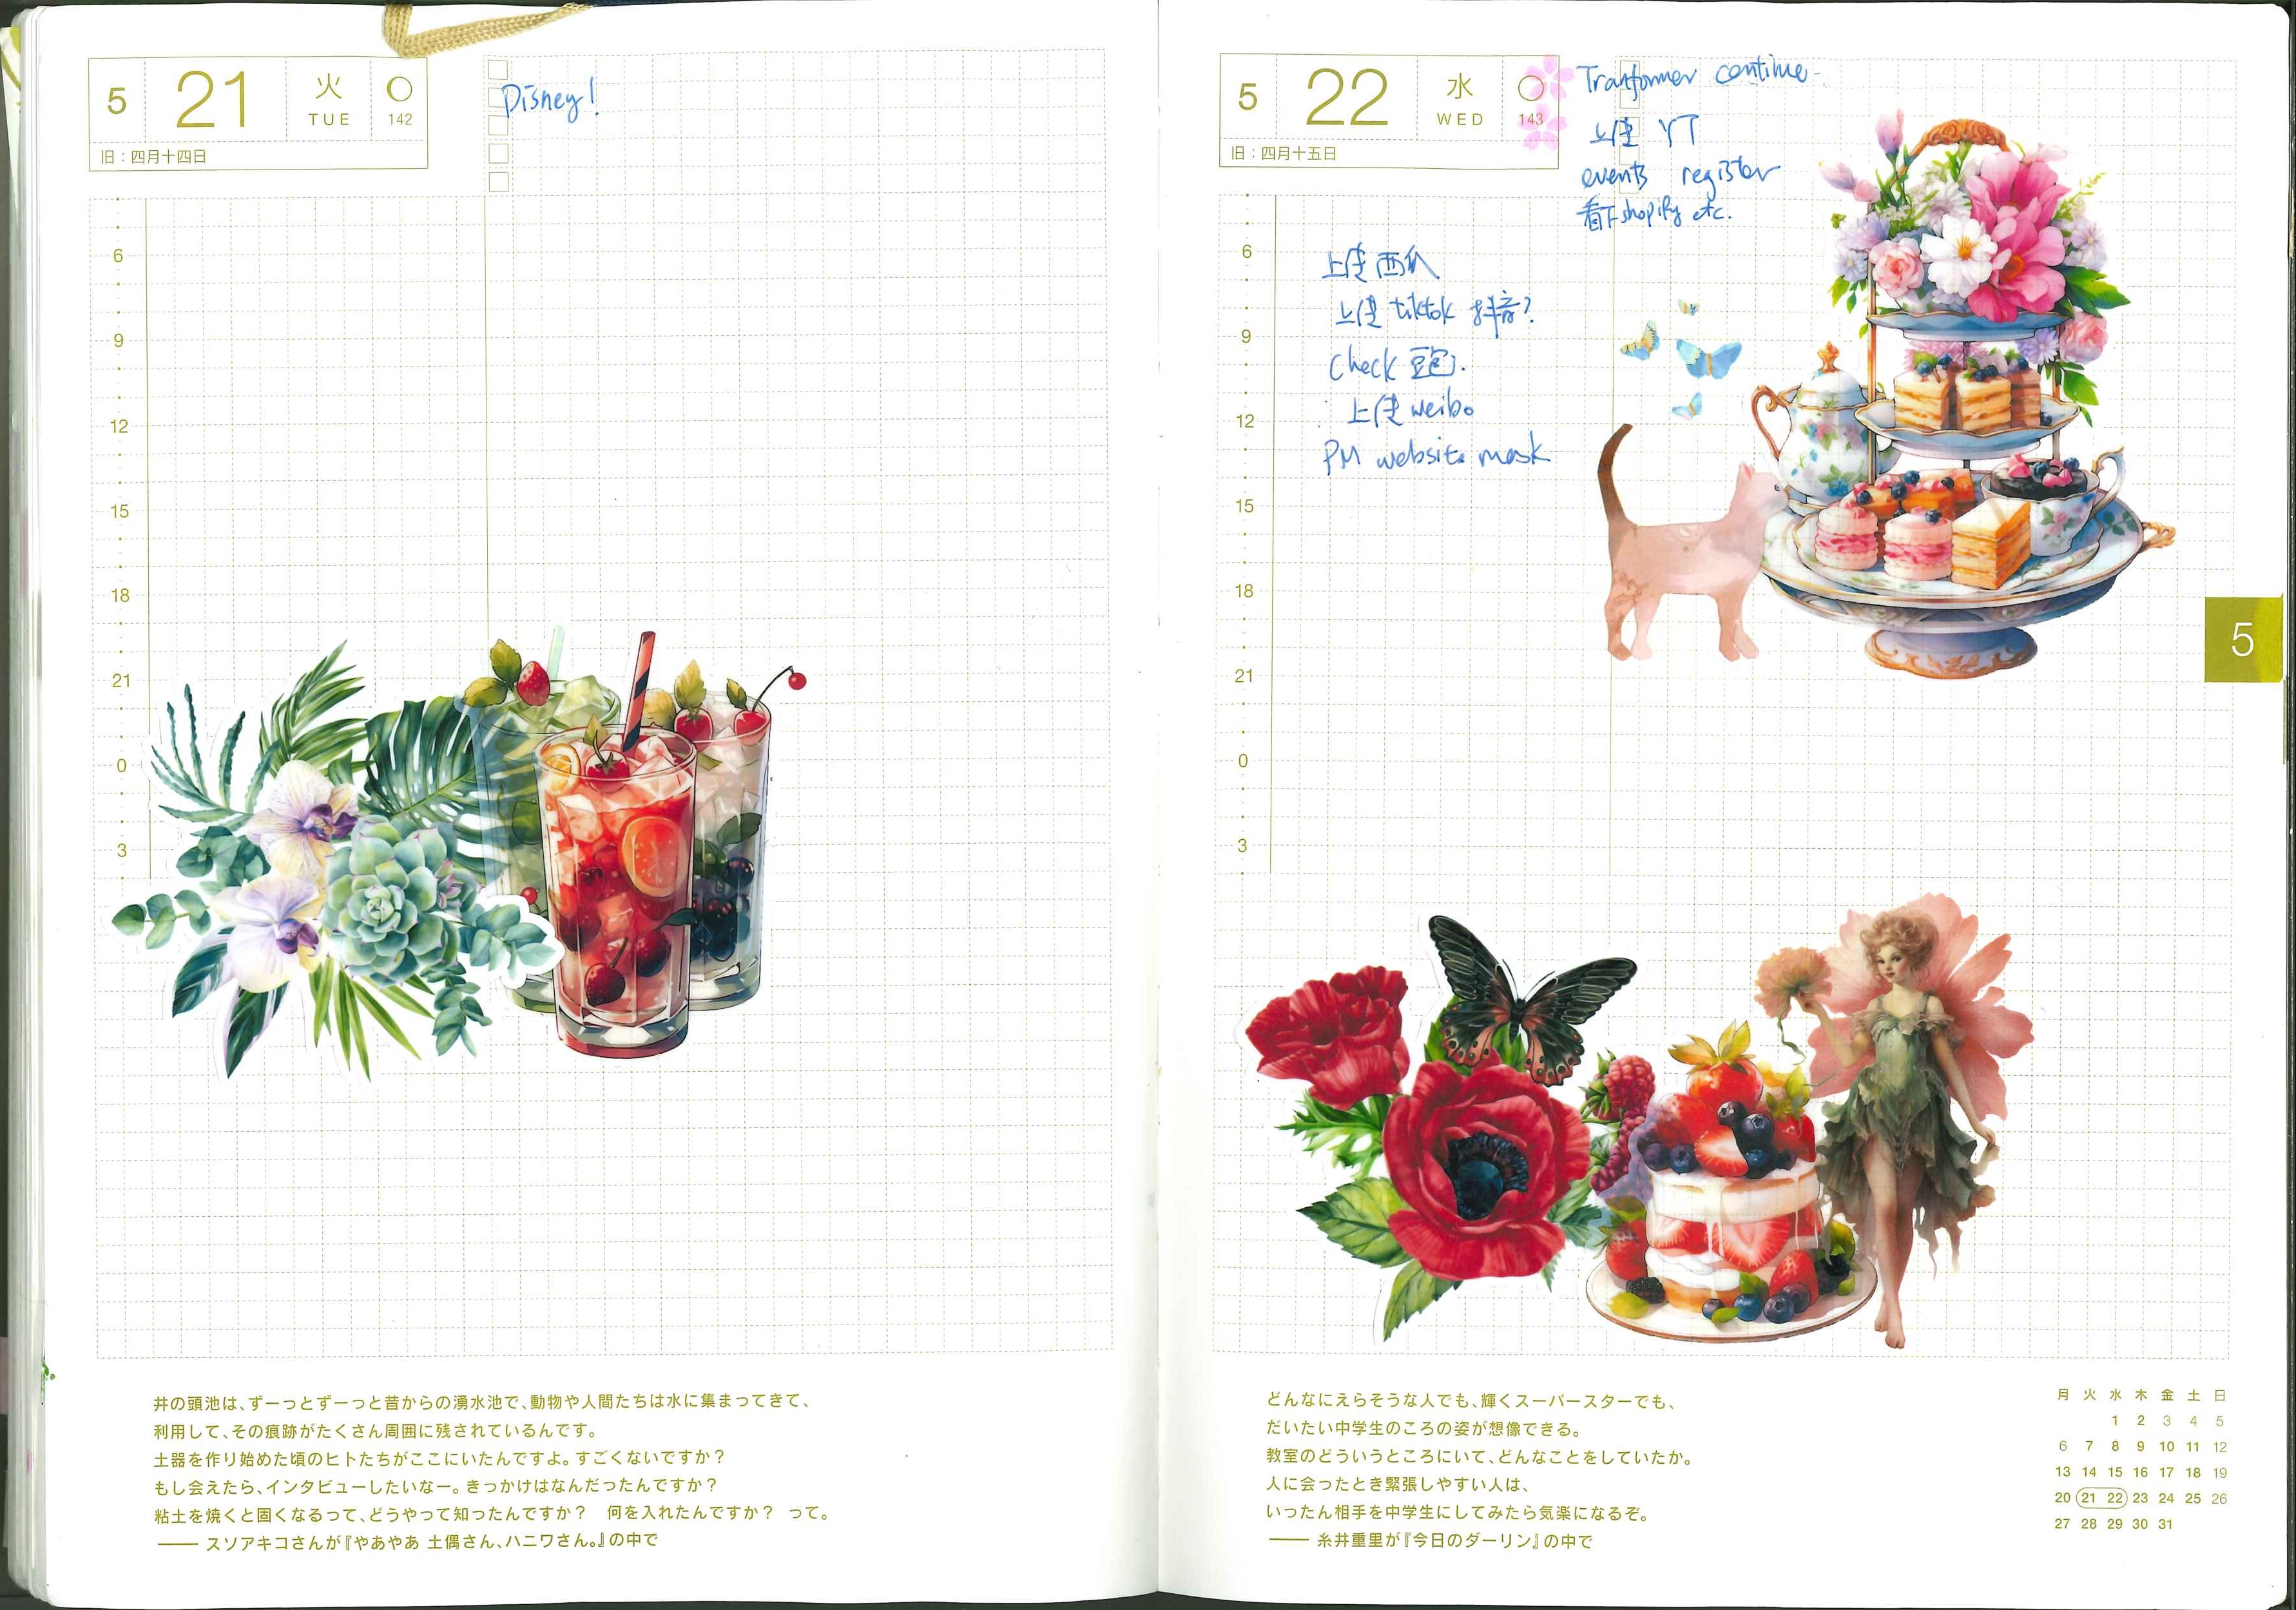 5 21 火 TUE 142
旧：四月十四日
Disney!
6
9
12
15
18
21
0
3
井の頭池は、ずーっとずーっと昔からの湧水池で、動物や人間たちは水に集まってきて、
利用して、その痕跡がたくさん周囲に残されているんです。
土器を作り始めた頃のヒトたちがここにいたんですよ。すごくないですか？
もし会えたら、インタビューしたいなー。きっかけはなんだったんですか？
粘土を焼くと固くなるって、どうやって知ったんですか？　何を入れたんですか？　って。
―― スソアキコさんが『やあやあ 土偶さん、ハニワさん。』の中で
5 22 水 WED 143
旧：四月十五日
Tranformer continue
上传 YT
events register
看下shopify etc.
上传 西瓜
上传 tiktok 抖音?
Check 豆包.
上传 weibo
PM website mask
6
9
12
15
18
21
0
3
5
どんなにえらそうな人でも、輝くスーパースターでも、
だいたい中学生のころの姿が想像できる。
教室のどういうところにいて、どんなことをしていたか。
人に会ったとき緊張しやすい人は、
いったん相手を中学生にしてみたら気楽になるぞ。
―― 糸井重里が『今日のダーリン』の中で
月 火 水 木 金 土 日
1 2 3 4 5
6 7 8 9 10 11 12
13 14 15 16 17 18 19
20 21 22 23 24 25 26
27 28 29 30 31